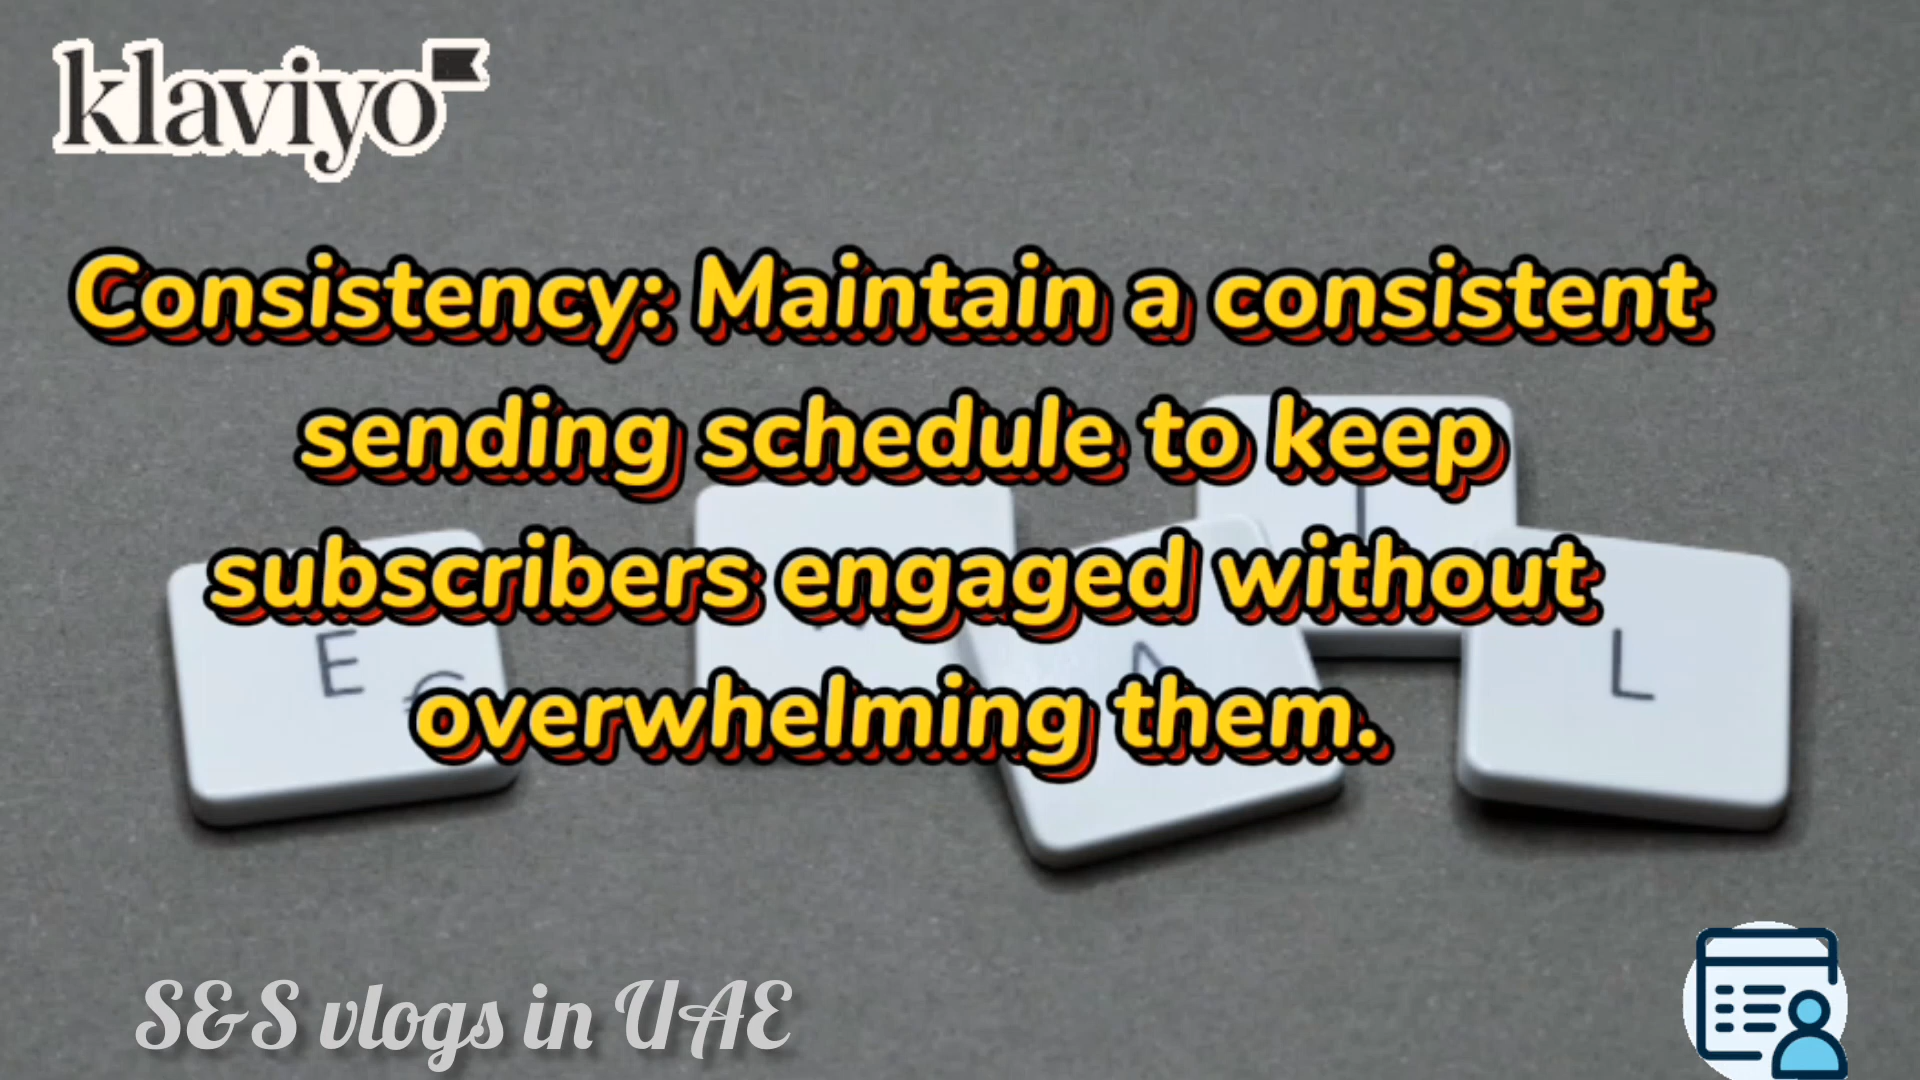 klaviyo
Consistency: Maintain a consistent
sending schedule to keep
subscribers engaged without
overwhelming them.
E
A
L
S&S vlogs in UAE